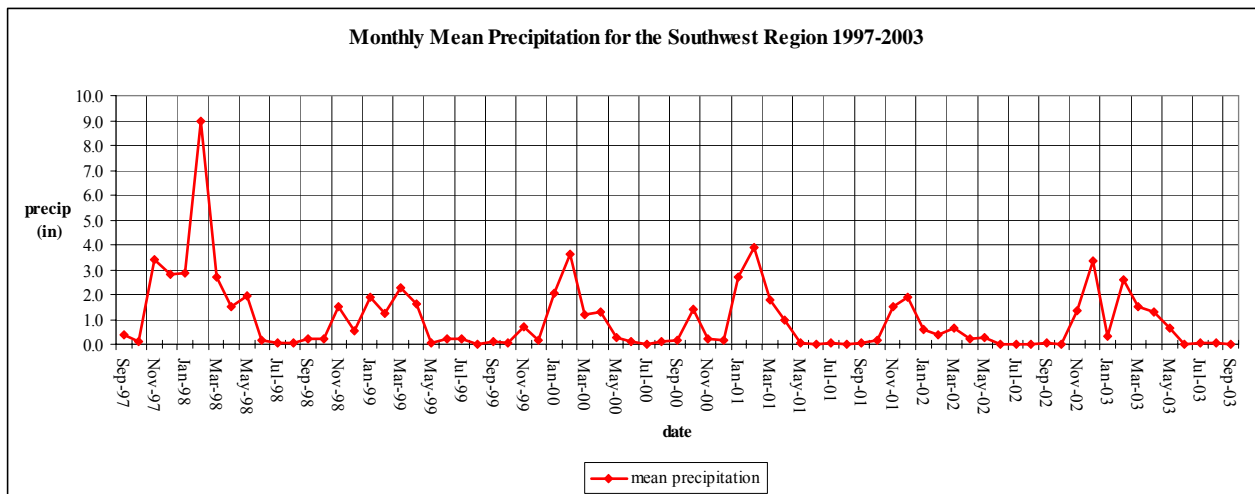 Monthly Mean Precipitation for the Southwest Region 1997-2003
10.0
9.0
8.0
7.0
6.0
5.0
4.0
3.0
2.0
1.0
0.0
precip
(in)
Sep-97
Nov-97
Jan-98
Mar-98
May-98
Jul-98
Sep-98
Nov-98
Jan-99
Mar-99
May-99
Jul-99
Sep-99
Nov-99
Jan-00
Mar-00
May-00
Jul-00
Sep-00
Nov-00
Jan-01
Mar-01
May-01
Jul-01
Sep-01
Nov-01
Jan-02
Mar-02
May-02
Jul-02
Sep-02
Nov-02
Jan-03
Mar-03
May-03
Jul-03
Sep-03
date
mean precipitation